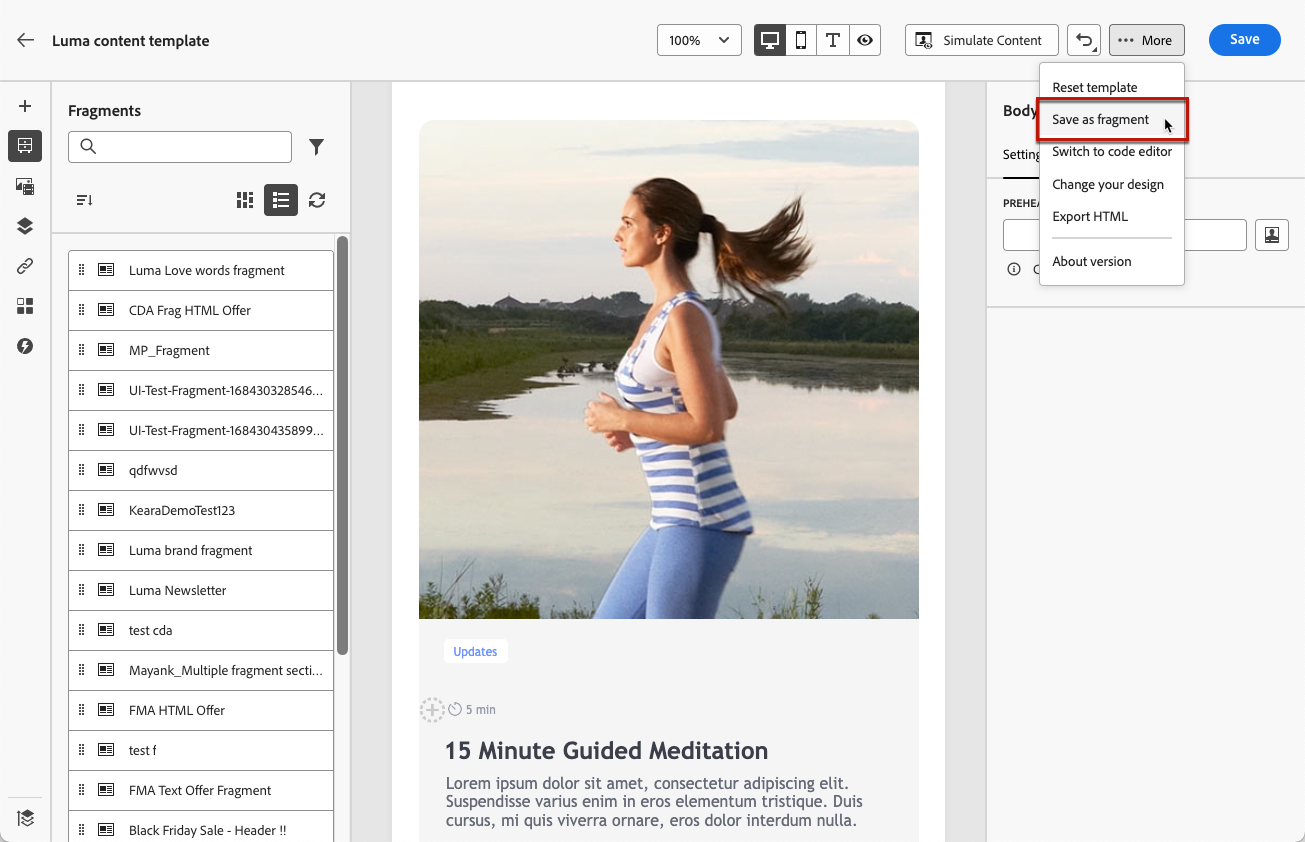 Luma content template
100%
Simulate Content
More
Save
Fragments
Luma Love words fragment
CDA Frag HTML Offer
MP_Fragment
UI-Test-Fragment-168430328546...
UI-Test-Fragment-168430435899...
qdfwvsd
KearaDemoTest123
Luma brand fragment
Luma Newsletter
test cda
Mayank_Multiple fragment secti...
FMA HTML Offer
test f
FMA Text Offer Fragment
Black Friday Sale - Header !!
Updates
5 min
15 Minute Guided Meditation
Lorem ipsum dolor sit amet, consectetur adipiscing elit.
Suspendisse varius enim in eros elementum tristique. Duis
cursus, mi quis viverra ornare, eros dolor interdum nulla.
Reset template
Save as fragment
Switch to code editor
Change your design
Export HTML
About version
Body